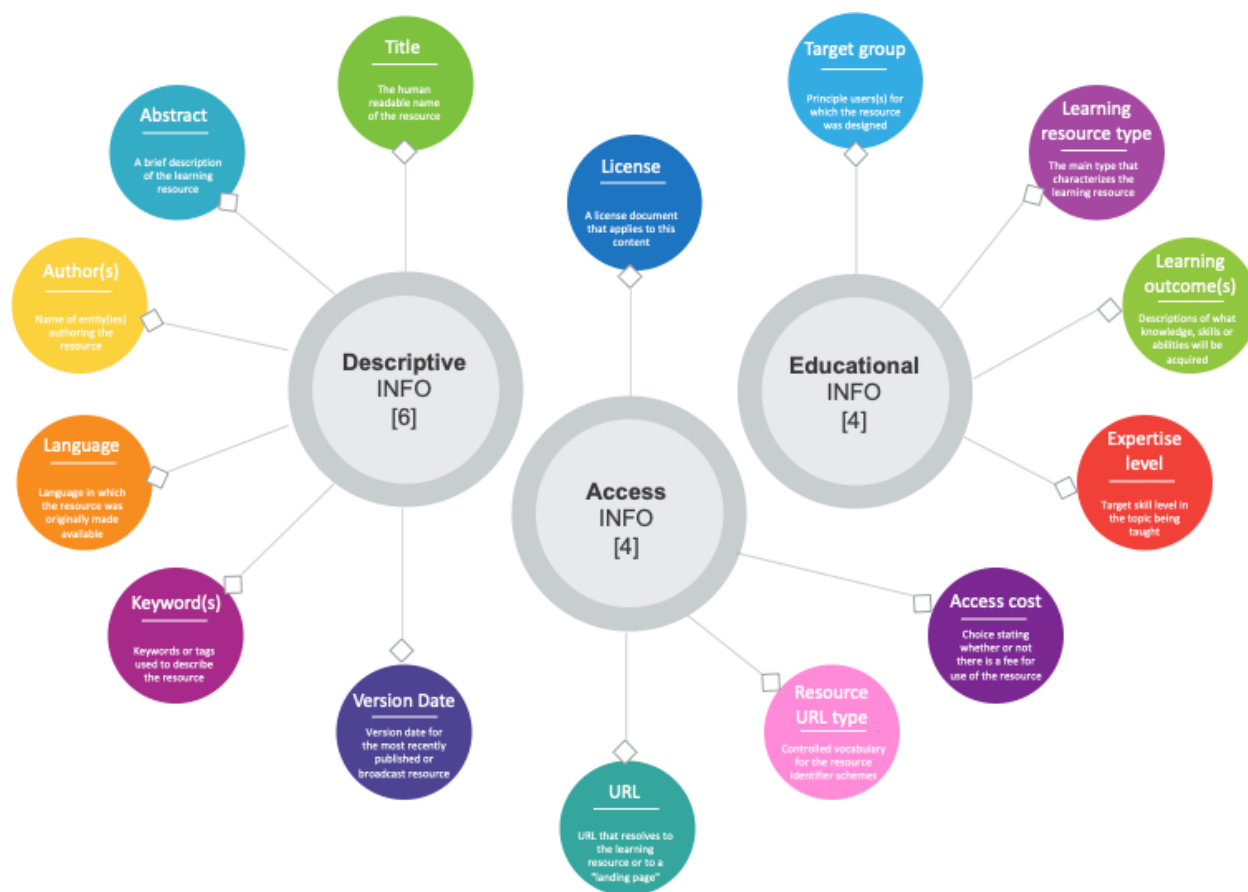 Title
The human
readable name
of the resource
Abstract
A brief description
of the learning
resource
Author(s)
Name of entity(ies)
authoring the
resource
Language
Language in which
the resource was
originally made
available
Keyword(s)
Keywords or tags
used to describe
the resource
Version Date
Version date for
the most recently
published or
broadcast resource
Descriptive
INFO
[6]
License
A license document
that applies to this
content
Access
INFO
[4]
URL
URL that resolves to
the learning
resource or to a
"landing page"
Resource
URL type
Controlled vocabulary
for the resource
identifier schemes
Access cost
Choice stating
whether or not
there is a fee for
use of the resource
Target group
Principle users(s) for
which the resource
was designed
Educational
INFO
[4]
Learning
resource type
The main type that
characterizes the
learning resource
Learning
outcome(s)
Descriptions of what
knowledge, skills or
abilities will be
acquired
Expertise
level
Target skill level in
the topic being
taught